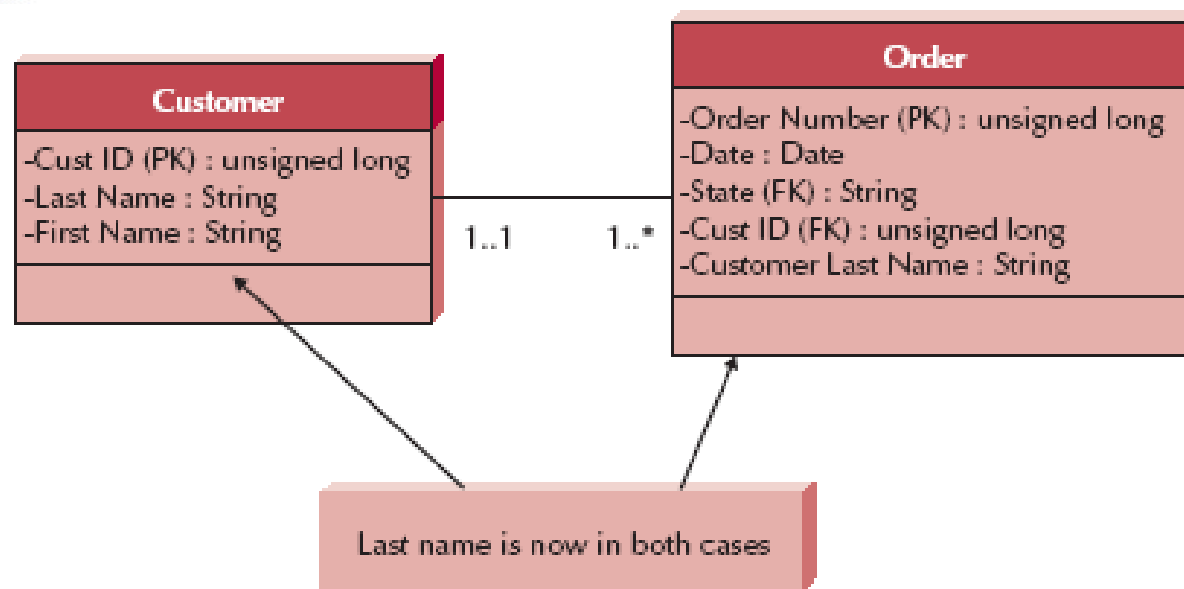 Customer
-Cust ID (PK) : unsigned long
-Last Name : String
-First Name : String
1..1
1..*
Order
-Order Number (PK) : unsigned long
-Date : Date
-State (FK) : String
-Cust ID (FK) : unsigned long
-Customer Last Name : String
Last name is now in both cases